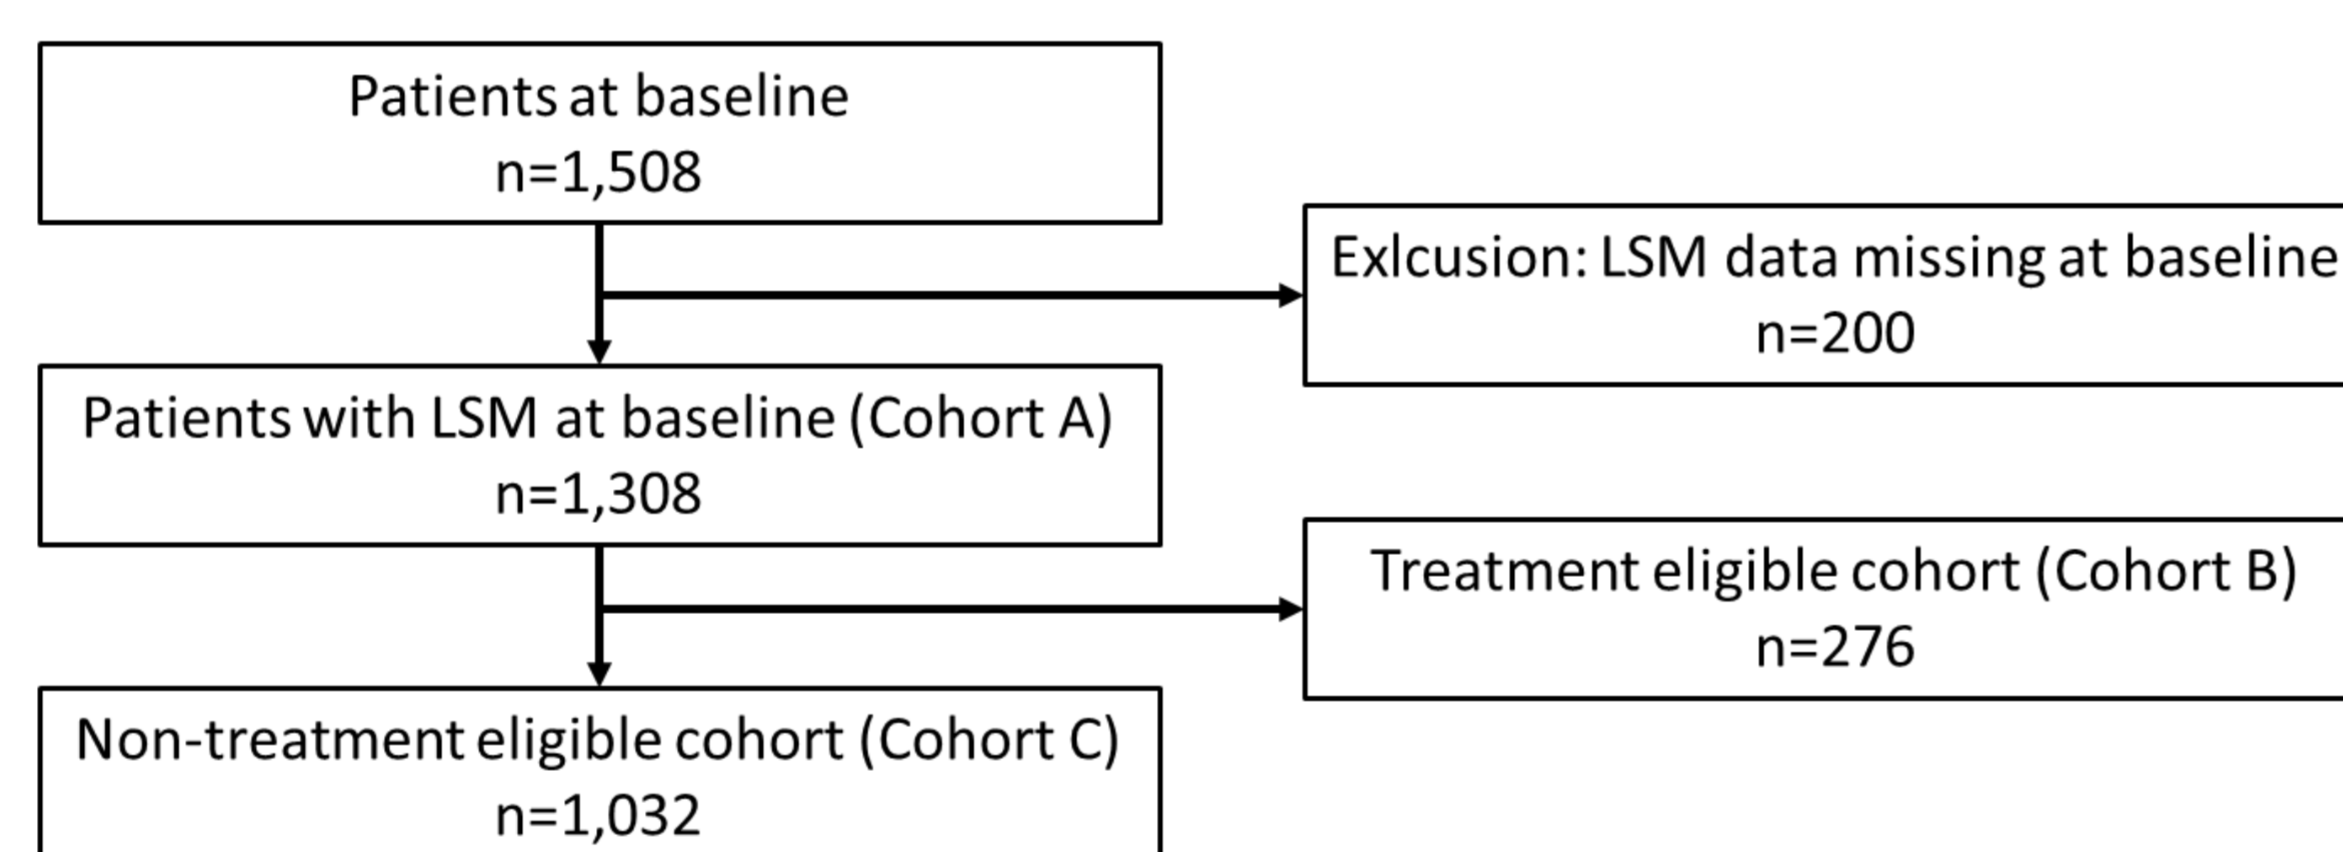 Patients at baseline
n=1,508
Exlcusion: LSM data missing at baseline
n=200
Patients with LSM at baseline (Cohort A)
n=1,308
Treatment eligible cohort (Cohort B)
n=276
Non-treatment eligible cohort (Cohort C)
n=1,032